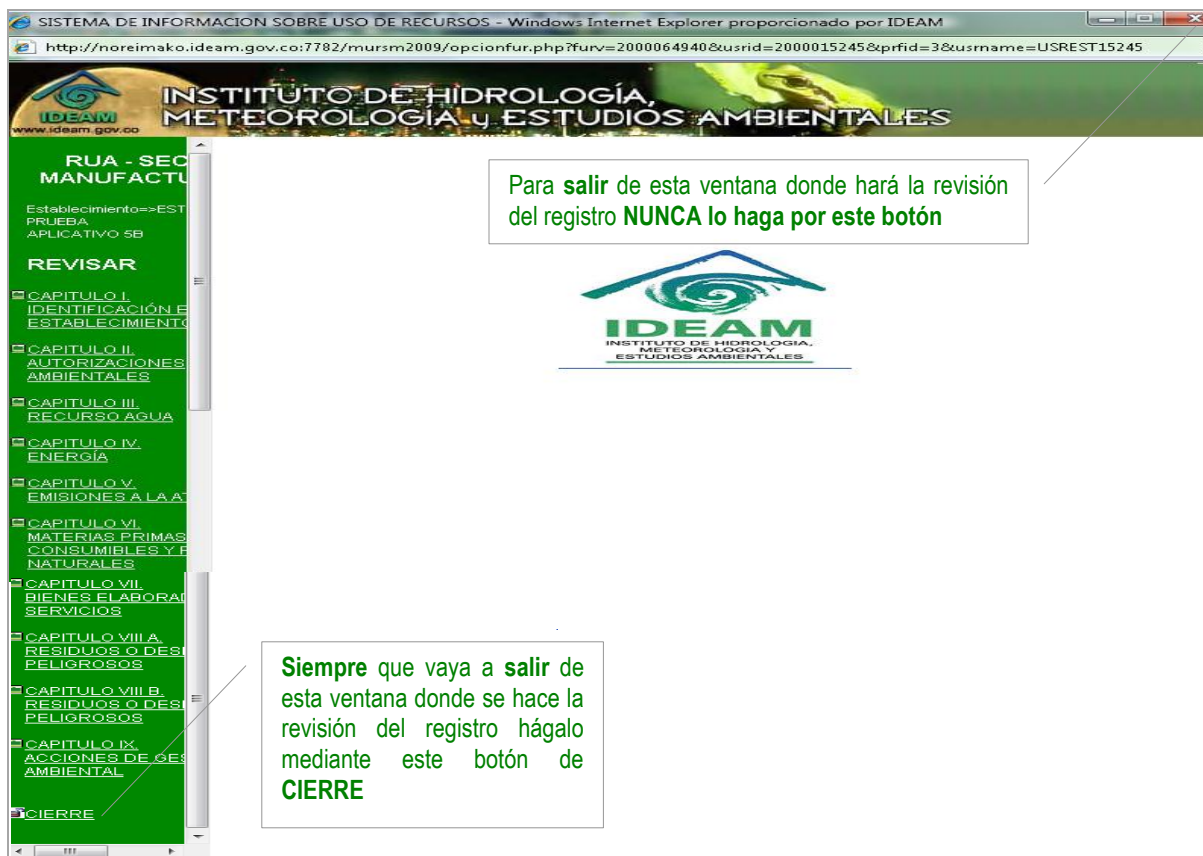 SISTEMA DE INFORMACION SOBRE USO DE RECURSOS - Windows Internet Explorer proporcionado por IDEAM
http://noreimako.ideam.gov.co:7782/mursm2009/opcionfur.php?furv=2000064940&usrid=2000015245&prfid=3&usrname=USREST15245
INSTITUTO DE HIDROLOGÍA,
METEOROLOGÍA y ESTUDIOS AMBIENTALES
IDEAM
www.ideam.gov.co
RUA - SEC
MANUFACTU
Establecimiento=>EST
PRUEBA
APLICATIVO 5B
REVISAR
CAPITULO I.
IDENTIFICACIÓN E
ESTABLECIMIENTO
CAPITULO II.
AUTORIZACIONES
AMBIENTALES
CAPITULO III.
RECURSO AGUA
CAPITULO IV.
ENERGÍA
CAPITULO V.
EMISIONES A LA AT
CAPITULO VI.
MATERIAS PRIMAS
CONSUMIBLES Y R
NATURALES
CAPITULO VII.
BIENES ELABORAD
SERVICIOS
CAPITULO VIII A.
RESIDUOS O DESE
PELIGROSOS
CAPITULO VIII B.
RESIDUOS O DESE
PELIGROSOS
CAPITULO IX.
ACCIONES DE GES
AMBIENTAL
CIERRE
Para salir de esta ventana donde hará la revisión
del registro NUNCA lo haga por este botón
IDEAM
INSTITUTO DE HIDROLOGIA,
METEOROLOGIA Y
ESTUDIOS AMBIENTALES
Siempre que vaya a salir de
esta ventana donde se hace la
revisión del registro hágalo
mediante este botón de
CIERRE